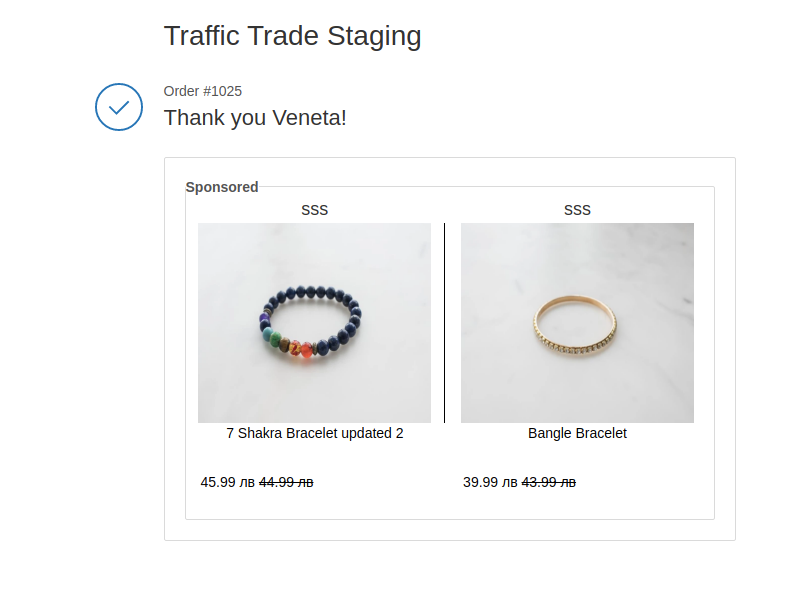 Traffic Trade Staging
Order #1025
Thank you Veneta!
Sponsored
SSS
SSS
7 Shakra Bracelet updated 2
Bangle Bracelet
45.99 лв 44.99 лв
39.99 лв 43.99 лв